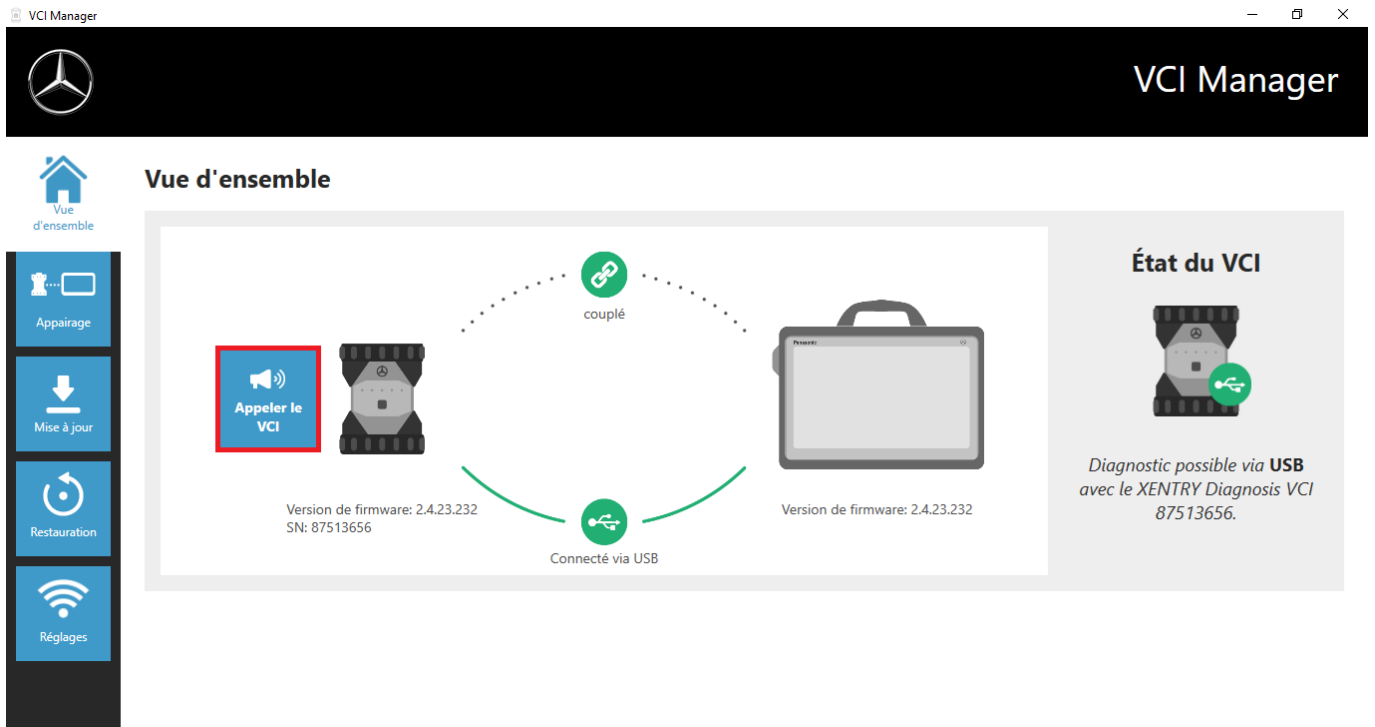 VCI Manager
VCI Manager
Vue
d'ensemble
Appairage
Mise à jour
Restauration
Réglages
Vue d'ensemble
couplé
Appeler le
VCI
Panasonic
Version de firmware: 2.4.23.232
SN: 87513656
Version de firmware: 2.4.23.232
Connecté via USB
État du VCI
Diagnostic possible via USB
avec le XENTRY Diagnosis VCI
87513656.